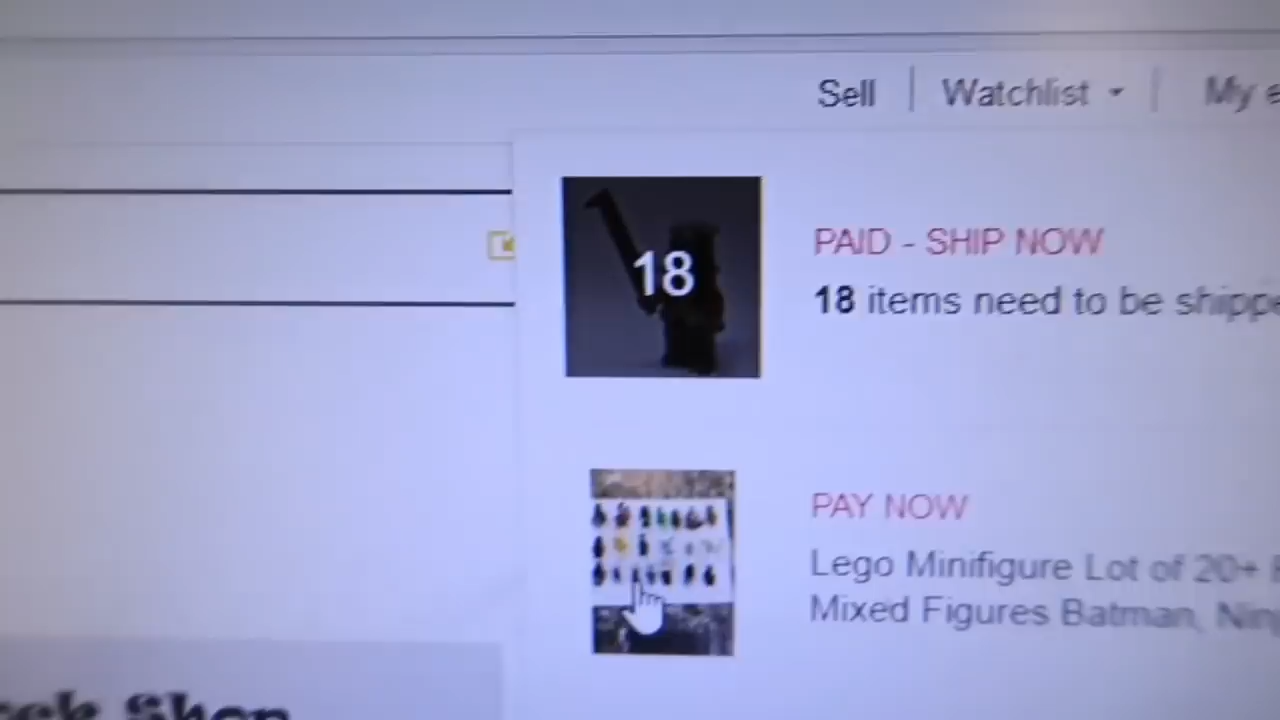 Sell Watchlist My
18
PAID - SHIP NOW
18 items need to be
PAY NOW
Lego Minifigure Lot of 20+
Mixed Figures Batman,